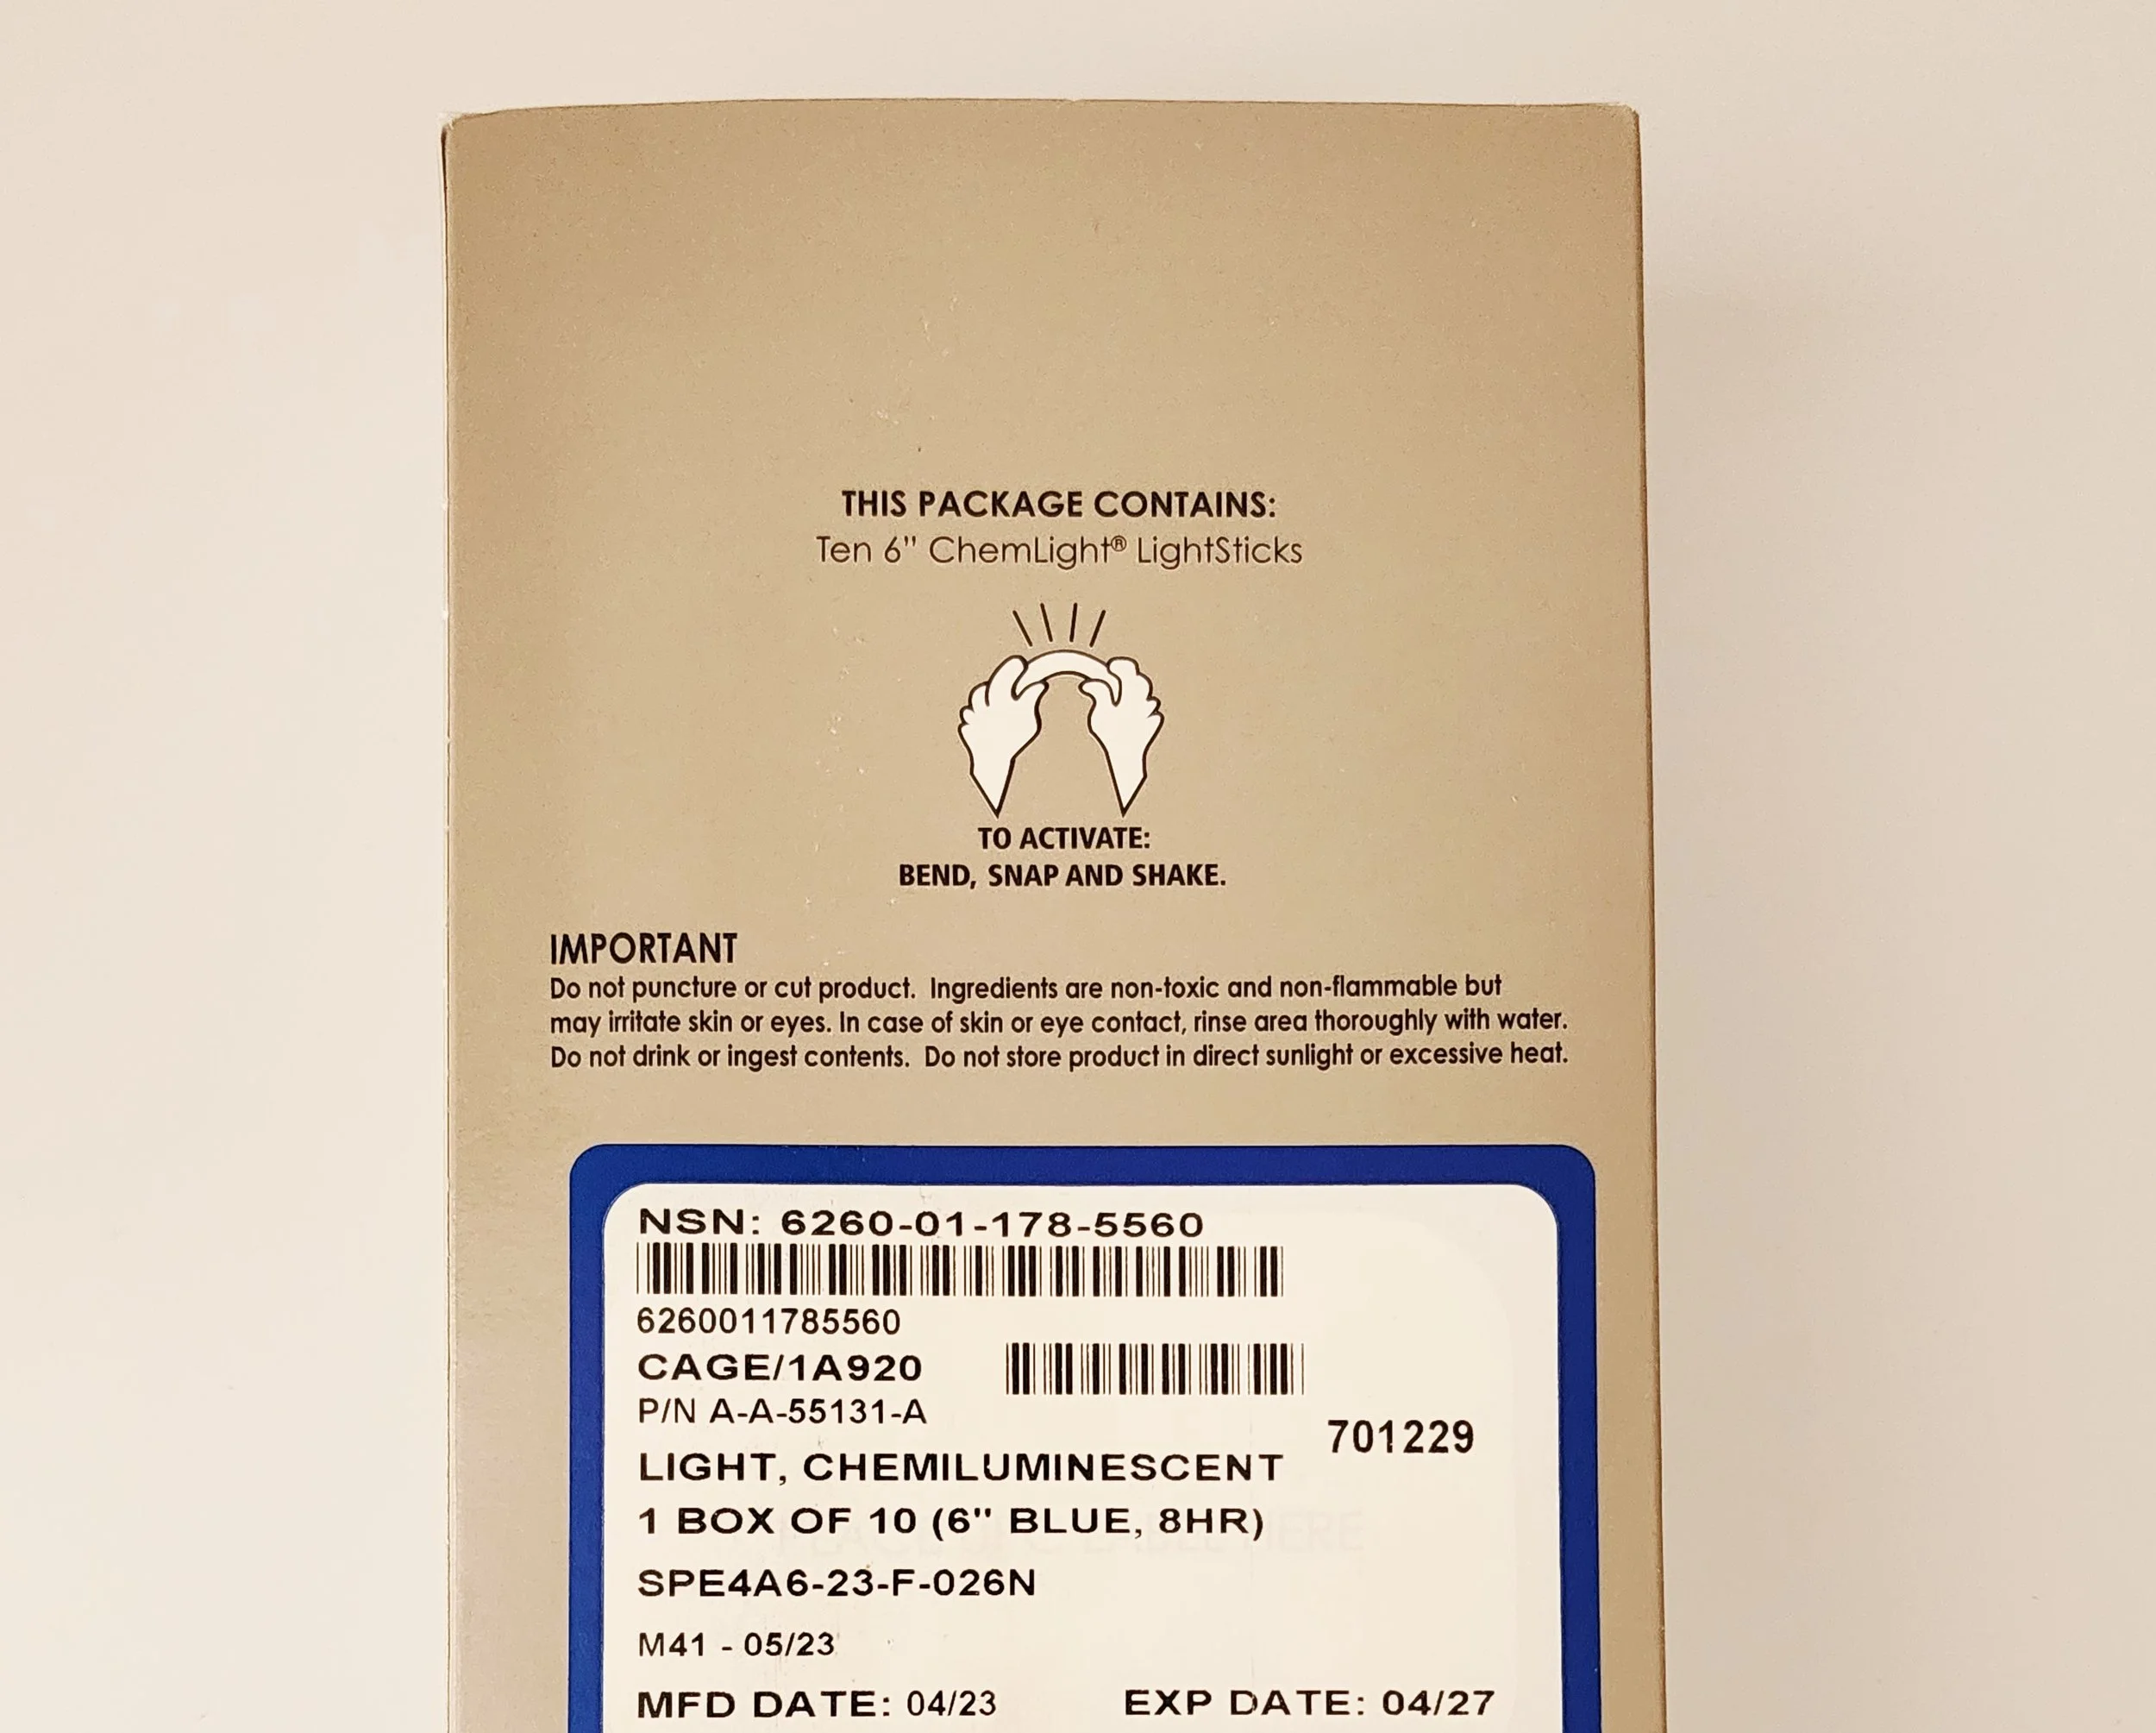 THIS PACKAGE CONTAINS:
Ten 6" ChemLight® LightSticks
TO ACTIVATE:
BEND, SNAP AND SHAKE.
IMPORTANT
Do not puncture or cut product. Ingredients are non-toxic and non-flammable but
may irritate skin or eyes. In case of skin or eye contact, rinse area thoroughly with water.
Do not drink or ingest contents. Do not store product in direct sunlight or excessive heat.
NSN: 6260-01-178-5560
6260011785560
CAGE/1A920
P/N A-A-55131-A
701229
LIGHT, CHEMILUMINESCENT
1 BOX OF 10 (6" BLUE, 8HR)
SPE4A6-23-F-026N
M41 - 05/23
MFD DATE: 04/23 EXP DATE: 04/27